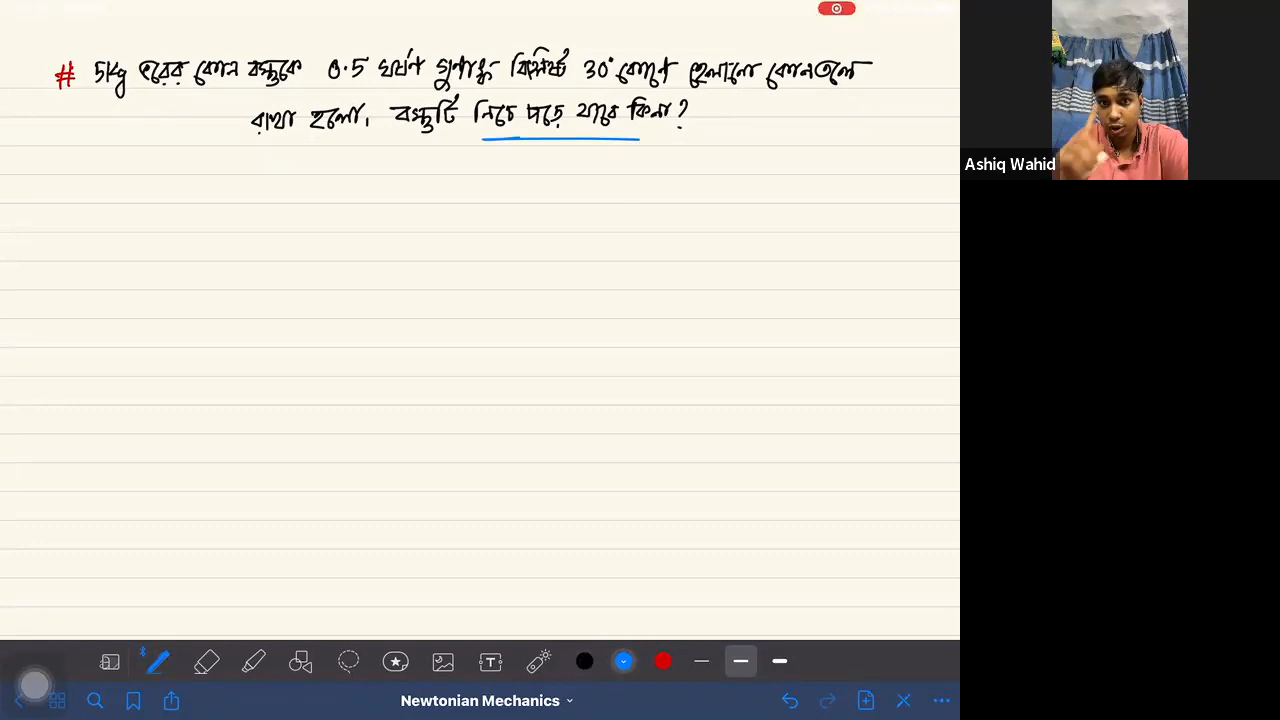 # 5kg ভরের কোন বস্তুকে 0.5 ঘর্ষণ গুণাঙ্ক বিশিষ্ট 30° কোণে হেলানো কোনতলে
রাখা হলো। বস্তুটি নিচে পড়ে যাবে কিনা?
Ashiq Wahid
Newtonian Mechanics